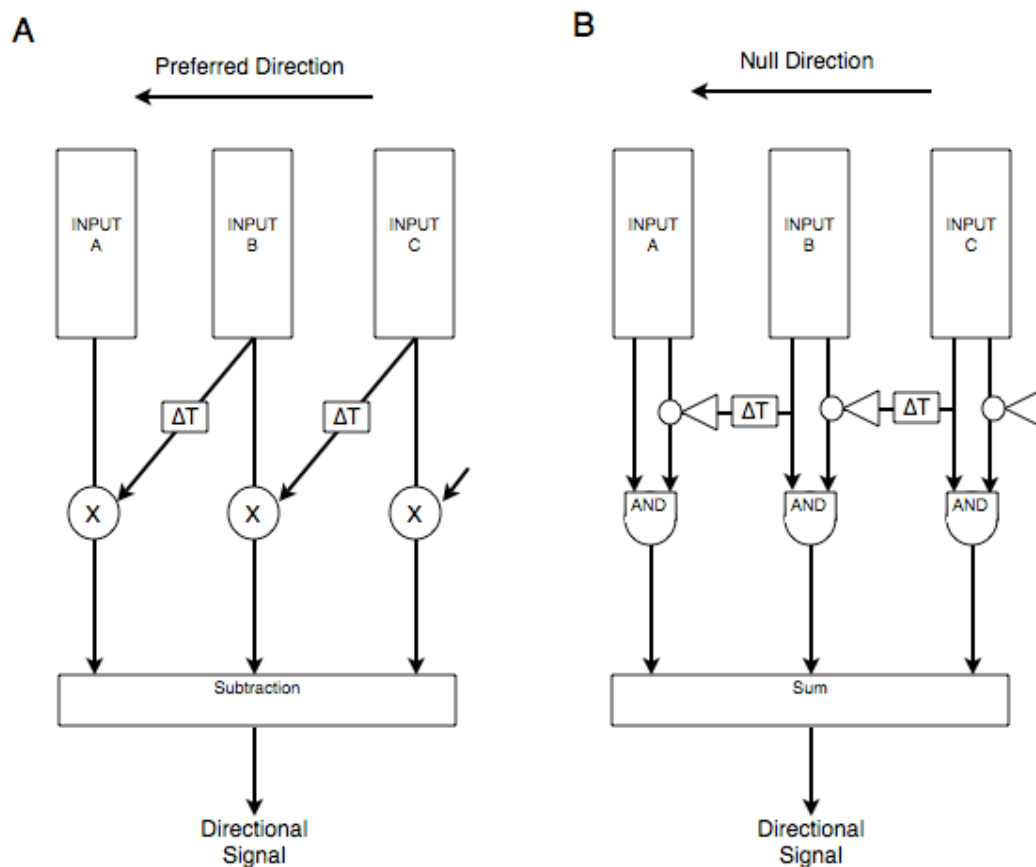 A
Preferred Direction
INPUT
A
INPUT
B
INPUT
C
ΔT
ΔT
X
X
X
Subtraction
Directional
Signal
B
Null Direction
INPUT
A
INPUT
B
INPUT
C
ΔT
ΔT
AND
AND
AND
Sum
Directional
Signal